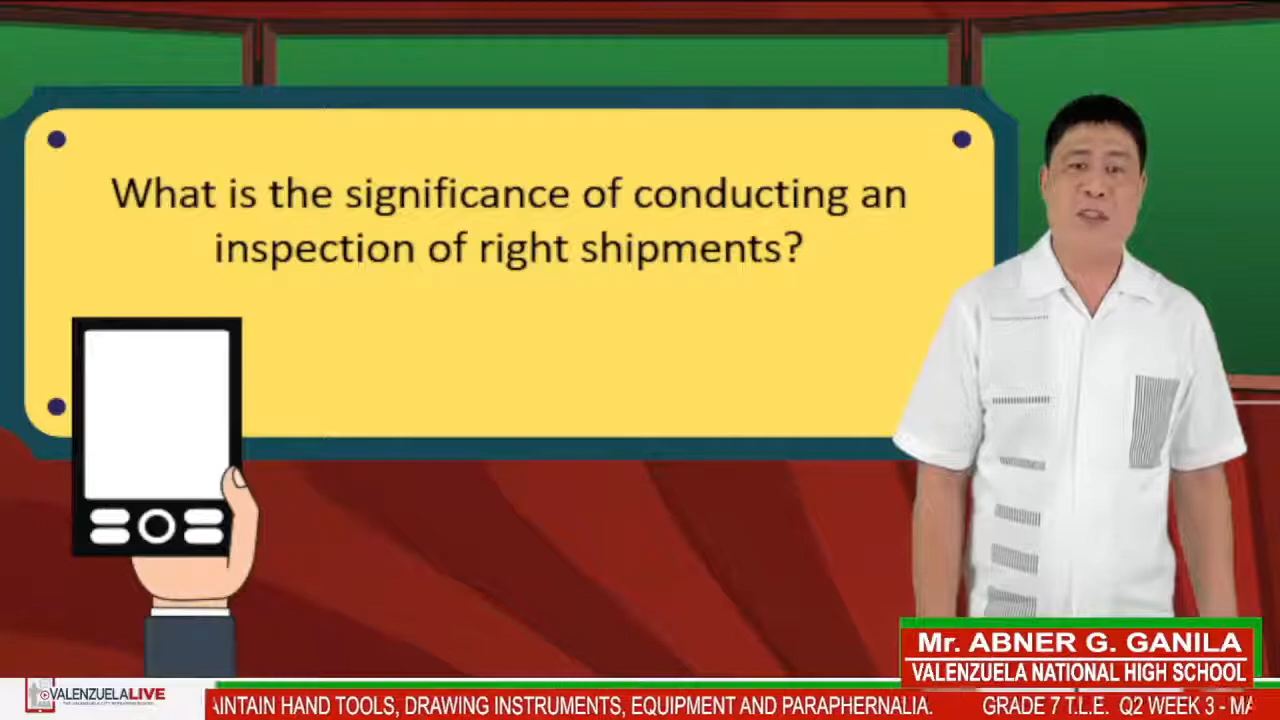 What is the significance of conducting an
inspection of right shipments?
Mr. ABNER G. GANILA
VALENZUELA NATIONAL HIGH SCHOOL
VALENZUELALIVE
AINTAIN HAND TOOLS, DRAWING INSTRUMENTS, EQUIPMENT AND PARAPHERNALIA. GRADE 7 T.L.E. Q2 WEEK 3 - MA